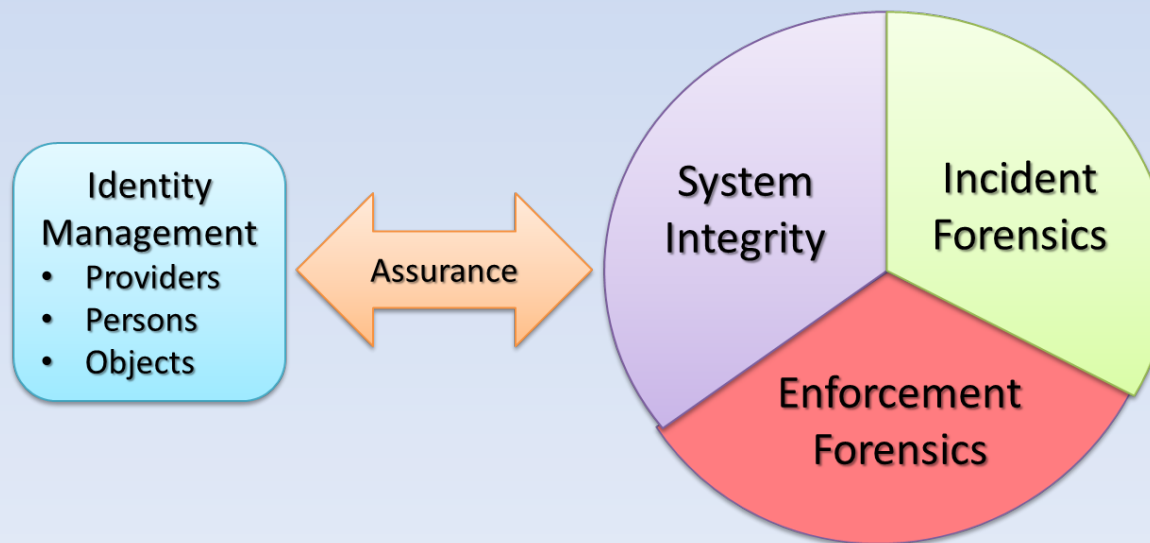 Identity
Management
• Providers
• Persons
• Objects
Assurance
System
Integrity
Incident
Forensics
Enforcement
Forensics